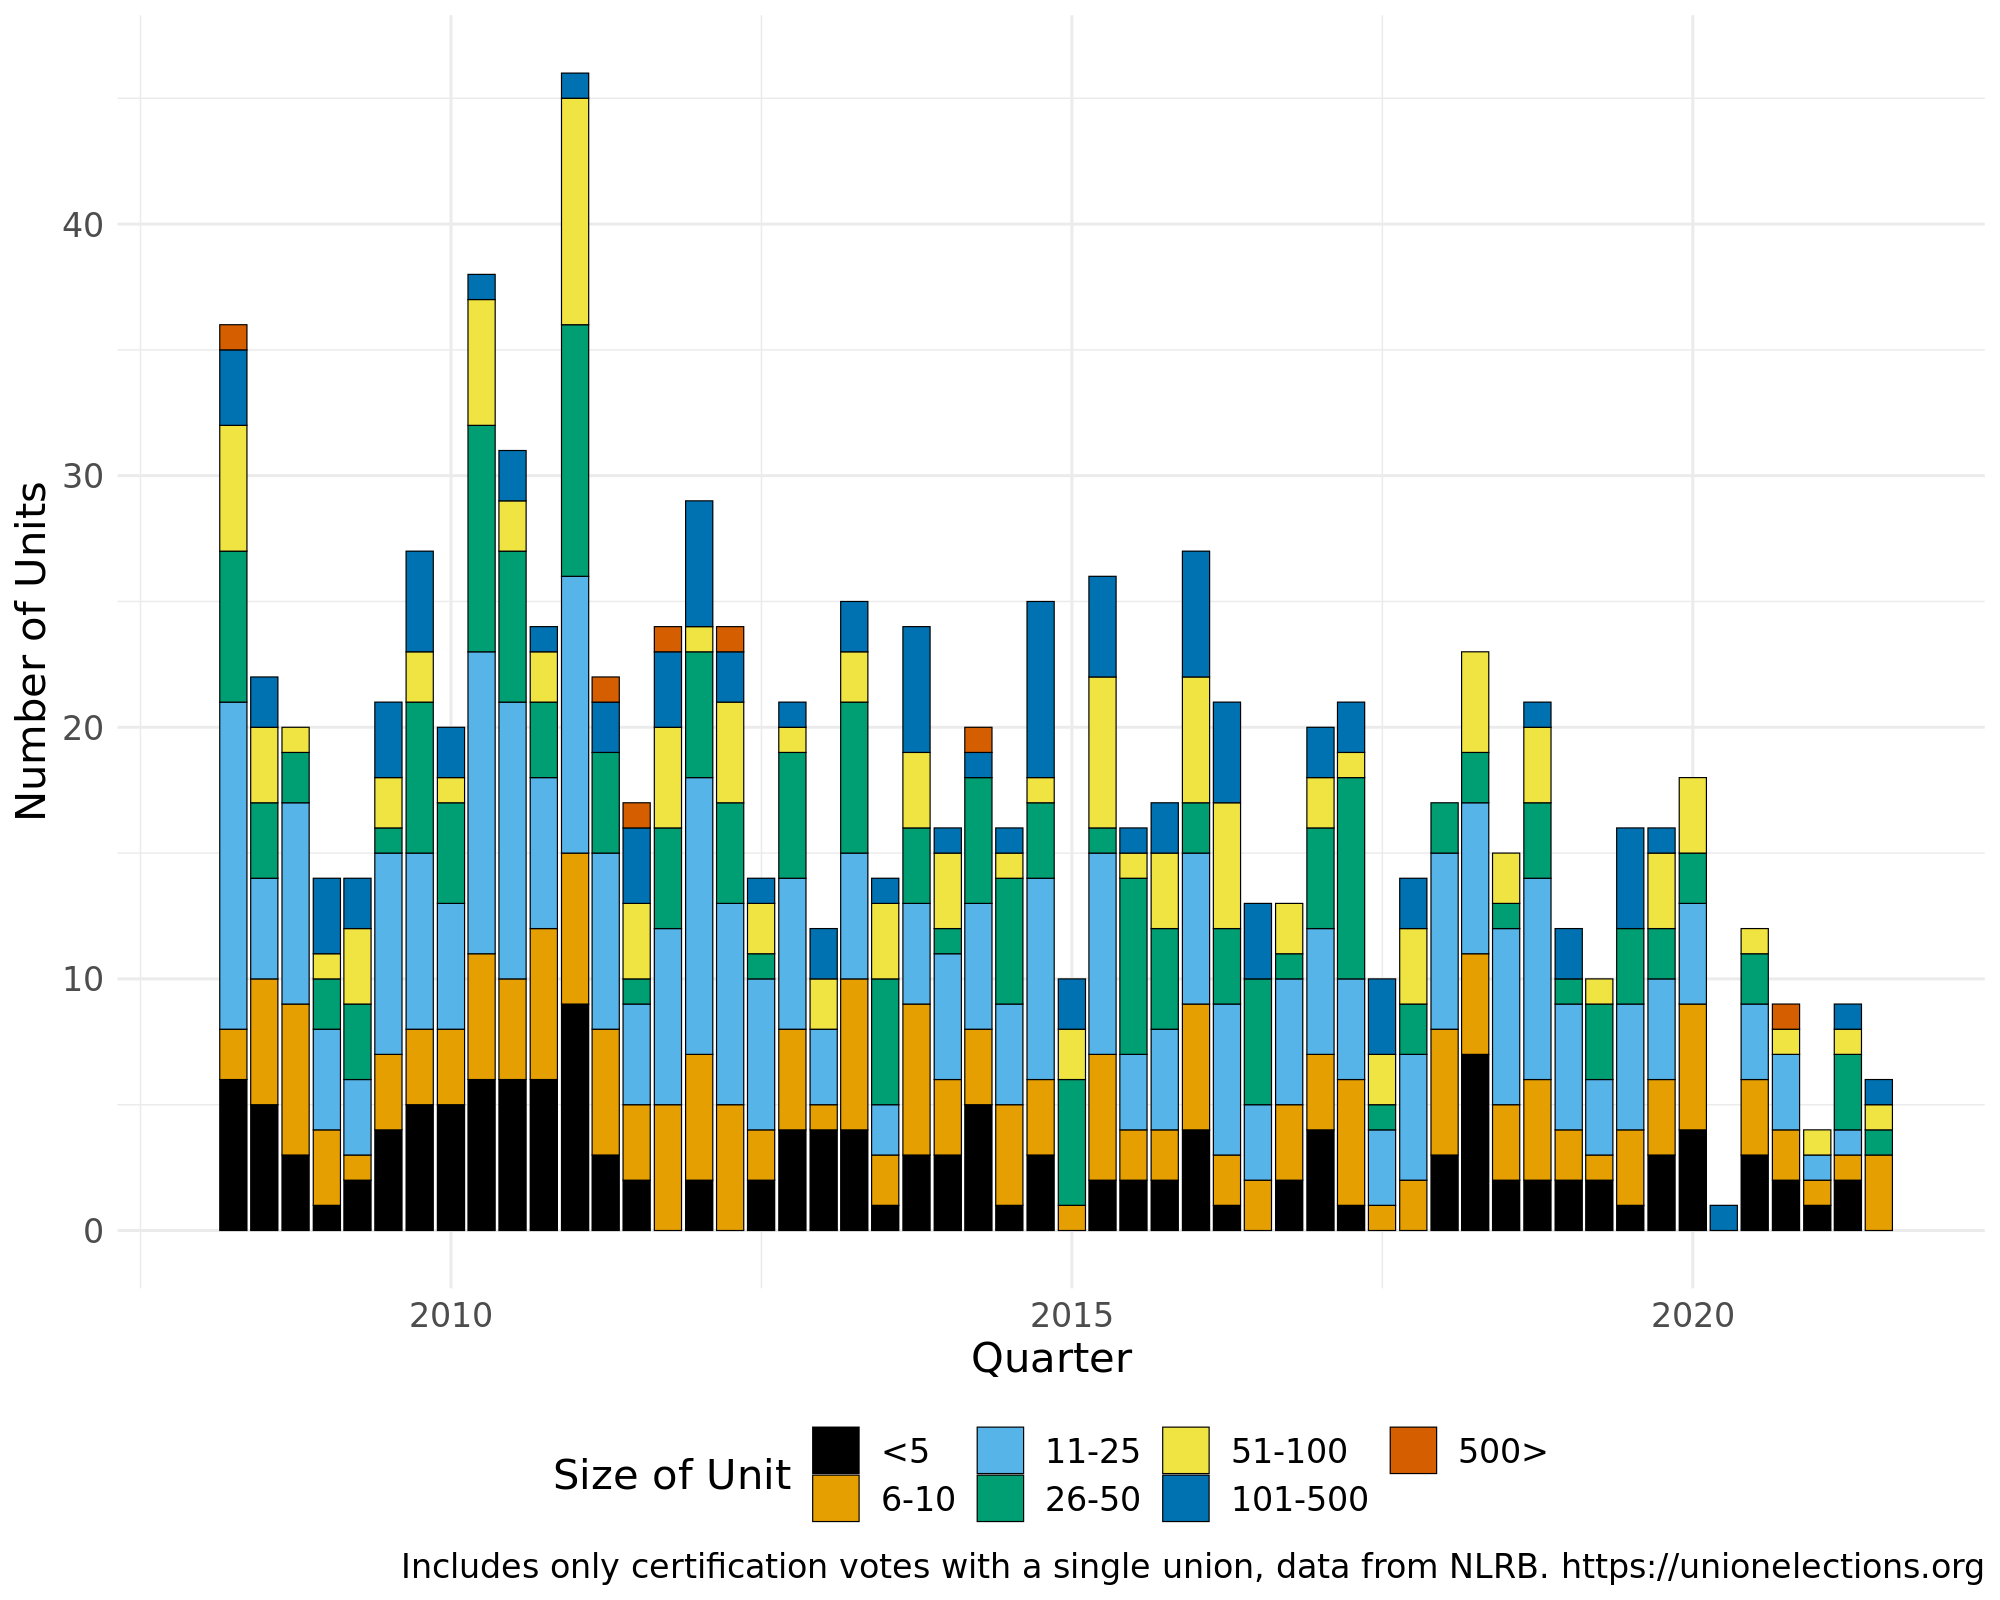 Number of Units
40
30
20
10
0
2010 2015 2020
Quarter
Size of Unit
<5 11-25 51-100 500>
6-10 26-50 101-500
Includes only certification votes with a single union, data from NLRB. https://unionelections.org